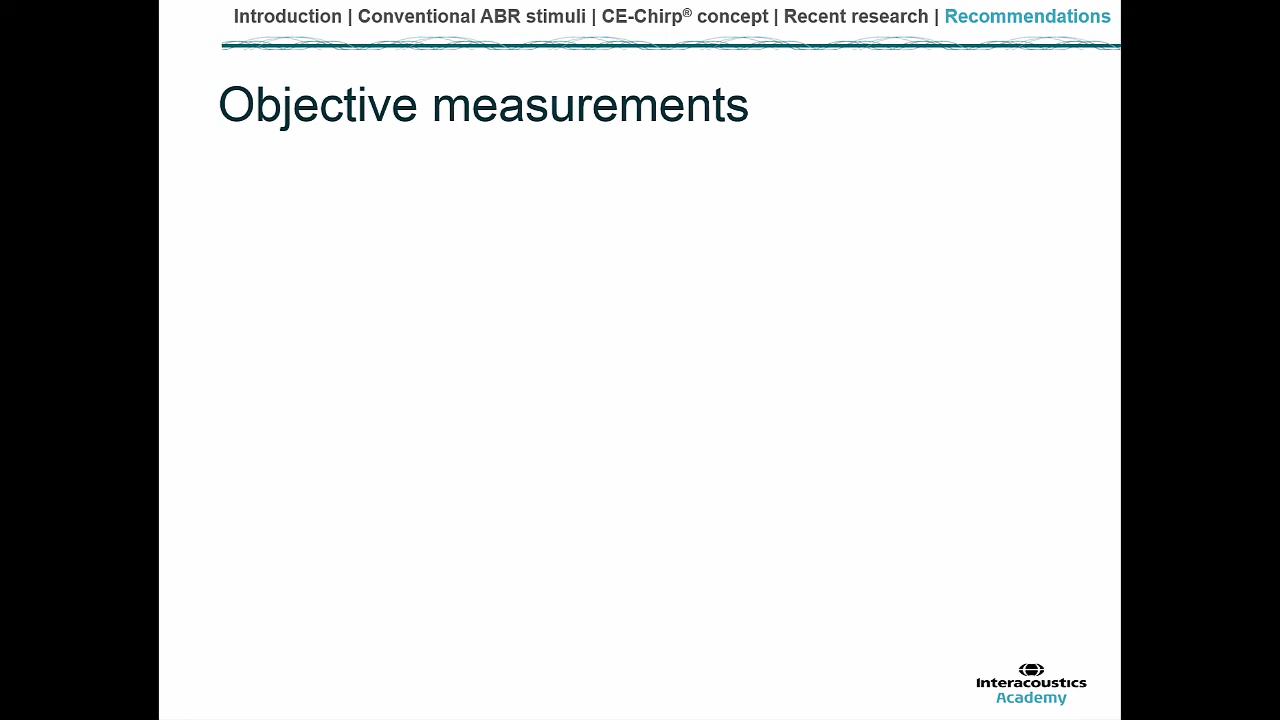 Introduction | Conventional ABR stimuli | CE-Chirp® concept | Recent research | Recommendations
Objective measurements
Interacoustics
Academy